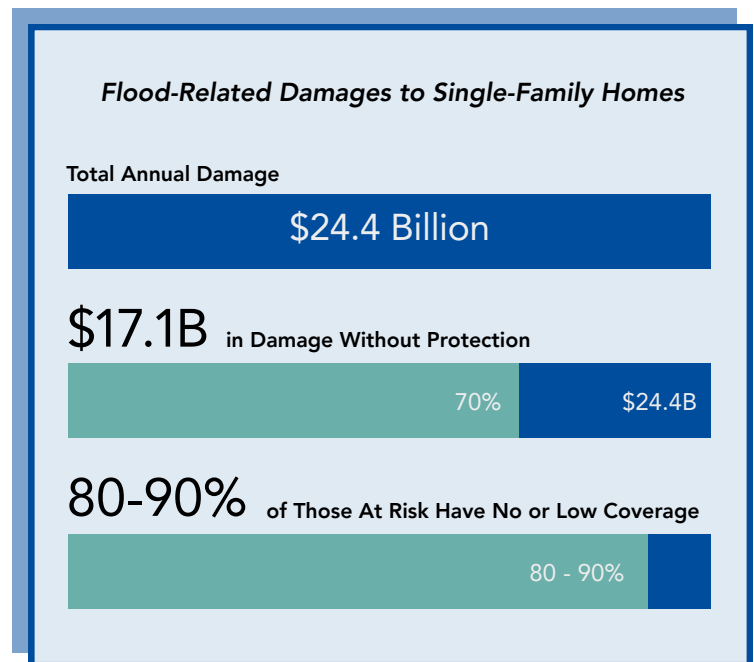 Flood-Related Damages to Single-Family Homes
Total Annual Damage
$24.4 Billion
$17.1B in Damage Without Protection
70% $24.4B
80-90% of Those At Risk Have No or Low Coverage
80 - 90%